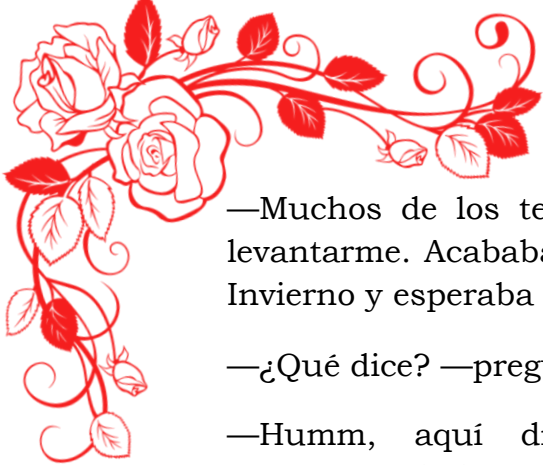 —Muchos de los te
levantarme. Acababa
Invierno y esperaba
—¿Qué dice? —preg
—Humm, aquí di